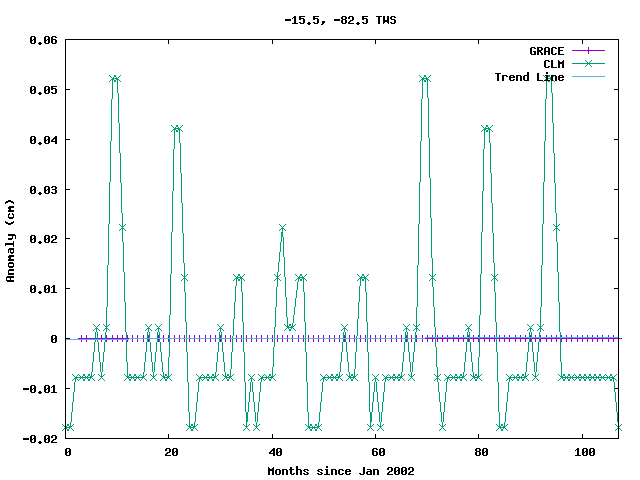 -15.5, -82.5 TWS
GRACE
CLM
Trend Line
0.06
0.05
0.04
0.03
0.02
0.01
0
-0.01
-0.02
Anomaly (cm)
0 20 40 60 80 100
Months since Jan 2002